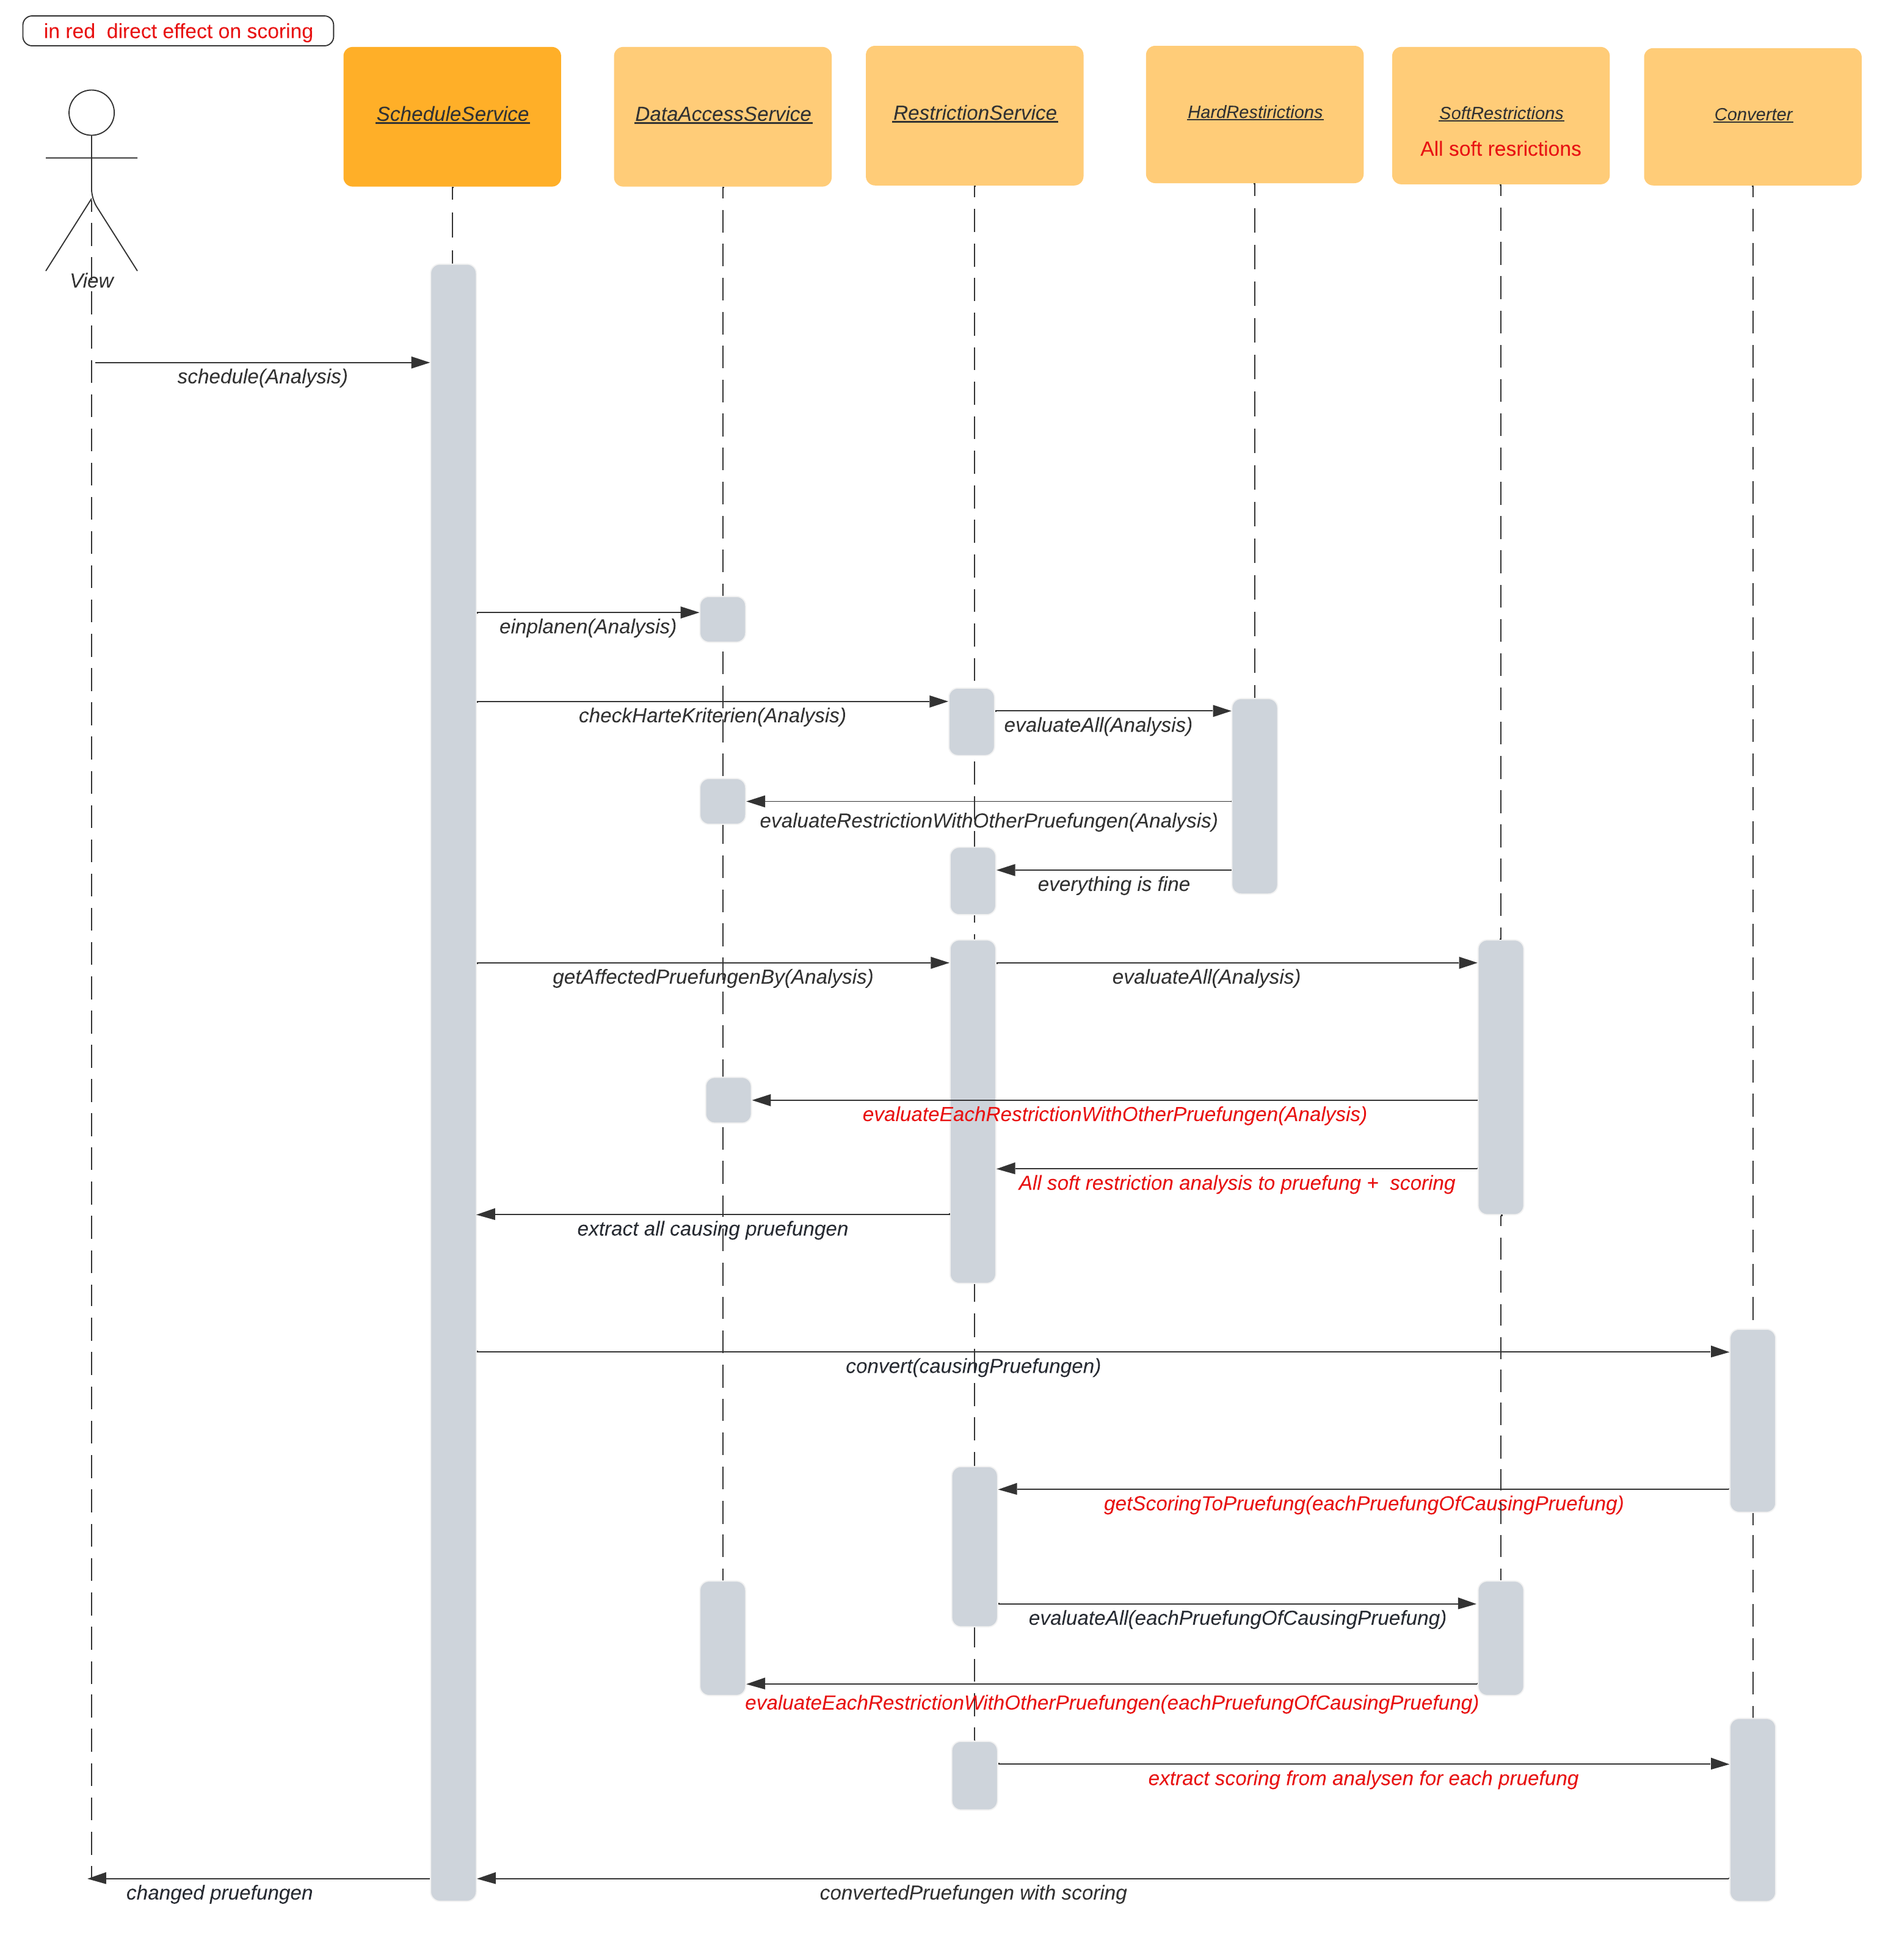 in red  direct effect on scoring
ScheduleService
DataAccessService
RestrictionService
HardRestirictions
SoftRestrictions
All soft resrictions
Converter
View
schedule(Analysis)
einplanen(Analysis)
checkHarteKriterien(Analysis)
evaluateAll(Analysis)
evaluateRestrictionWithOtherPruefungen(Analysis)
everything is fine
getAffectedPruefungenBy(Analysis)
evaluateAll(Analysis)
evaluateEachRestrictionWithOtherPruefungen(Analysis)
All soft restriction analysis to pruefung +  scoring
extract all causing pruefungen
convert(causingPruefungen)
getScoringToPruefung(eachPruefungOfCausingPruefung)
evaluateAll(eachPruefungOfCausingPruefung)
evaluateEachRestrictionWithOtherPruefungen(eachPruefungOfCausingPruefung)
extract scoring from analysen for each pruefung
changed pruefungen
convertedPruefungen with scoring